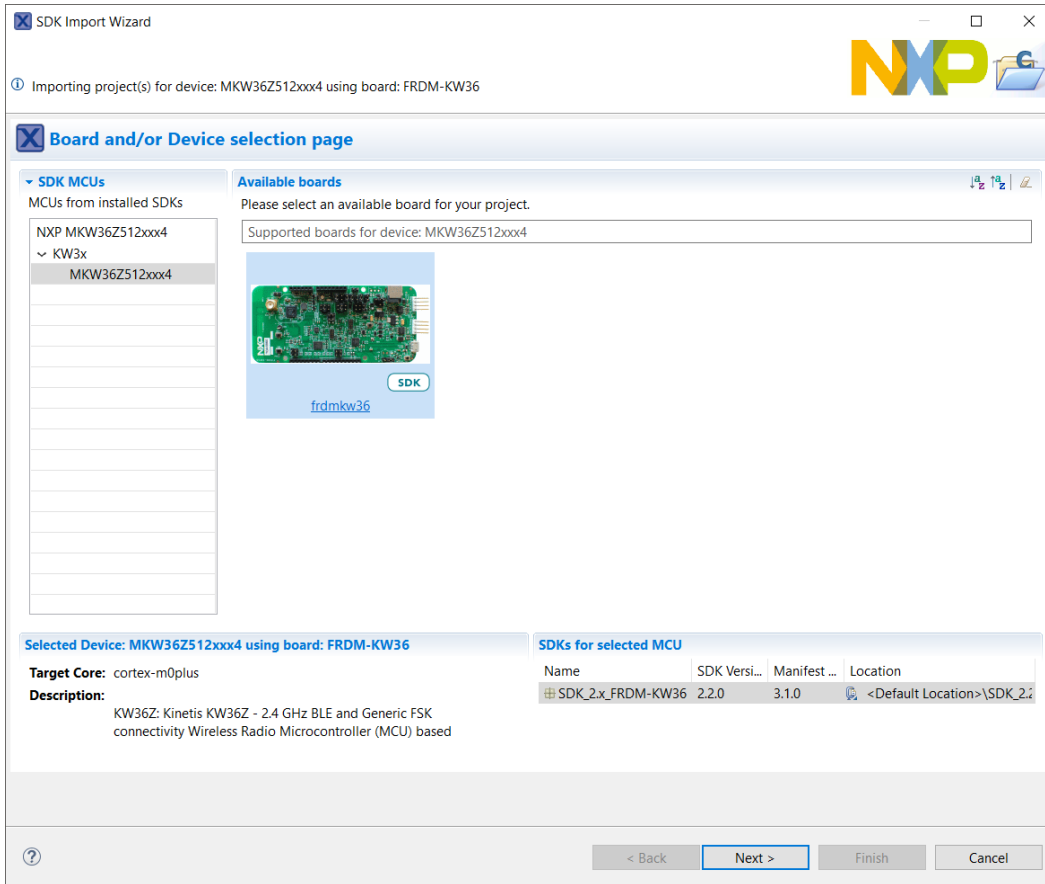 SDK Import Wizard
Importing project(s) for device: MKW36Z512xxx4 using board: FRDM-KW36
NXP
C
Board and/or Device selection page
SDK MCUs
MCUs from installed SDKs
NXP MKW36Z512xxx4
KW3x
MKW36Z512xxx4
Available boards
Please select an available board for your project.
Supported boards for device: MKW36Z512xxx4
NXP
SDK
frdmkw36
Selected Device: MKW36Z512xxx4 using board: FRDM-KW36
Target Core: cortex-m0plus
Description:
KW36Z: Kinetis KW36Z - 2.4 GHz BLE and Generic FSK
connectivity Wireless Radio Microcontroller (MCU) based
SDKs for selected MCU
Name SDK Versi... Manifest ... Location
SDK_2.x_FRDM-KW36 2.2.0 3.1.0 <Default Location>\SDK_2.2
< Back Next > Finish Cancel